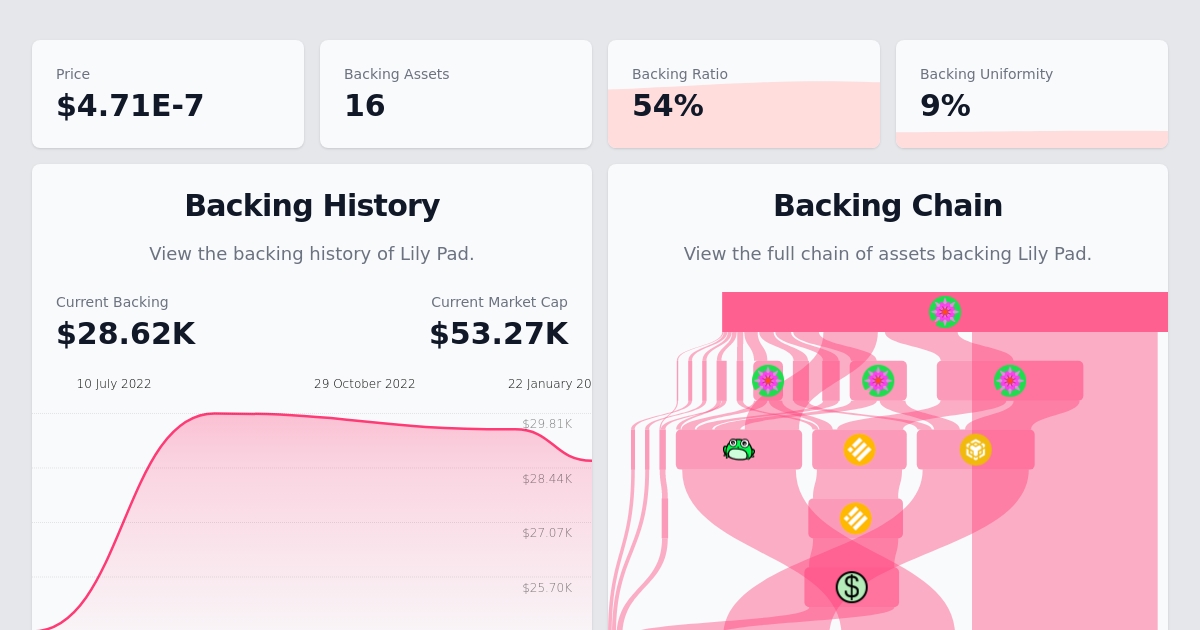 Price
$4.71E-7
Backing Assets
16
Backing Ratio
54%
Backing Uniformity
9%
Backing History
View the backing history of Lily Pad.
Current Backing
$28.62K
Current Market Cap
$53.27K
10 July 2022
29 October 2022
22 January 20
$29.81K
$28.44K
$27.07K
$25.70K
Backing Chain
View the full chain of assets backing Lily Pad.
$